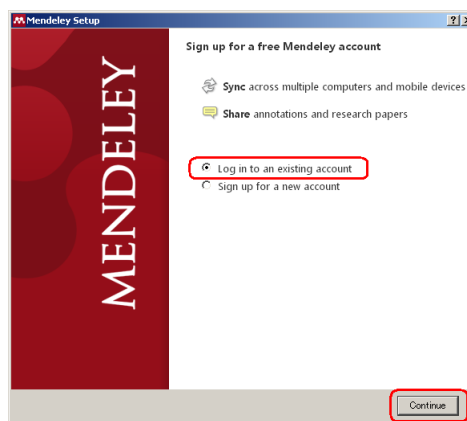 Mendeley Setup
Sign up for a free Mendeley account
Sync across multiple computers and mobile devices
Share annotations and research papers
Log in to an existing account
Sign up for a new account
MENDELEY
Continue